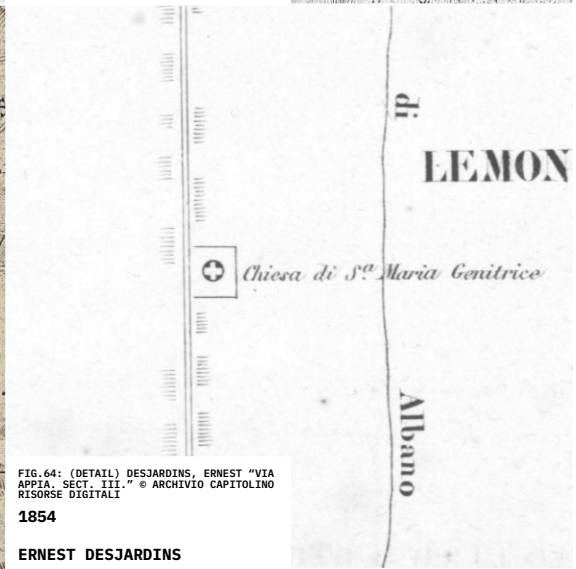 di
LEMON
Chiesa di S.ª Maria Genitrice
Albano
FIG.64: (DETAIL) DESJARDINS, ERNEST “VIA
APPIA. SECT. III.” © ARCHIVIO CAPITOLINO
RISORSE DIGITALI
1854
ERNEST DESJARDINS